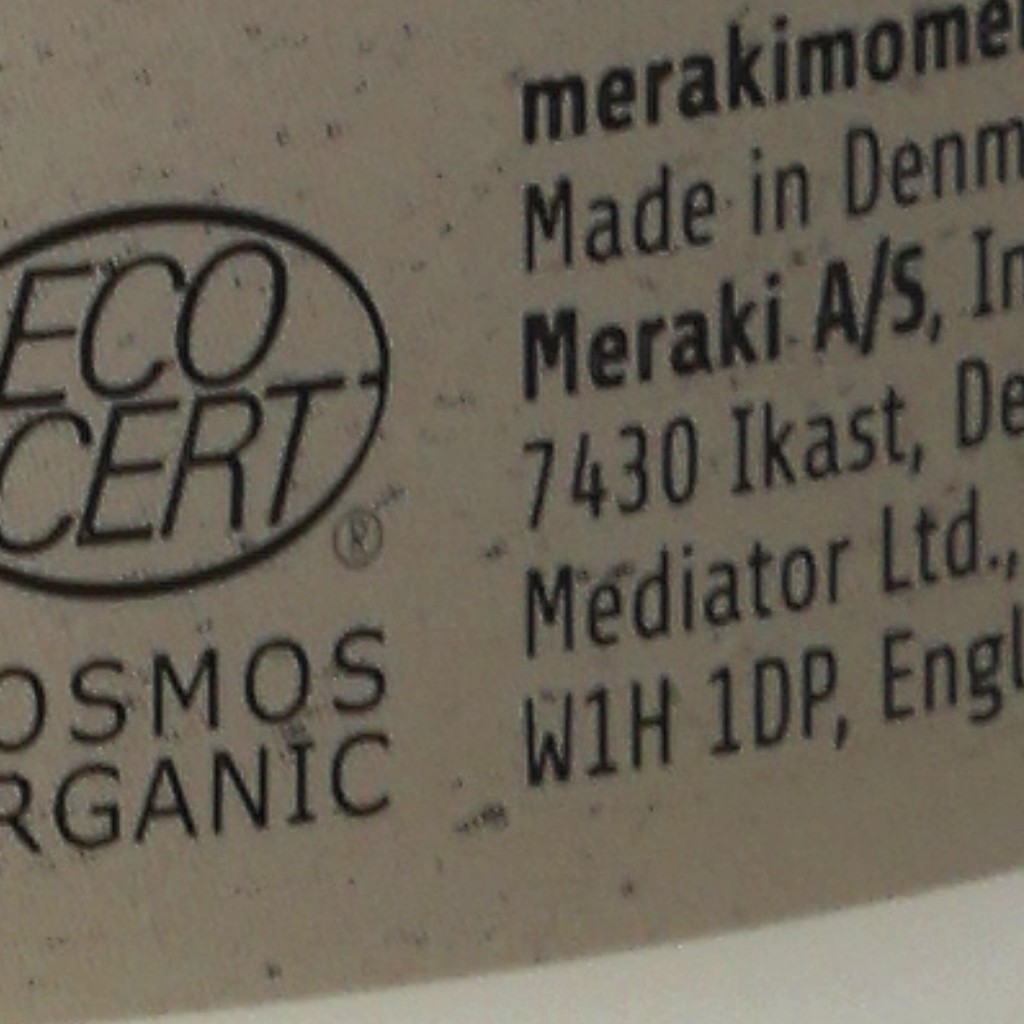 ECO
CERT
®
OSMOS
RGANIC
merakimome
Made in Denm
Meraki A/S, In
7430 Ikast, De
Mediator Ltd.,
W1H 1DP, Engl